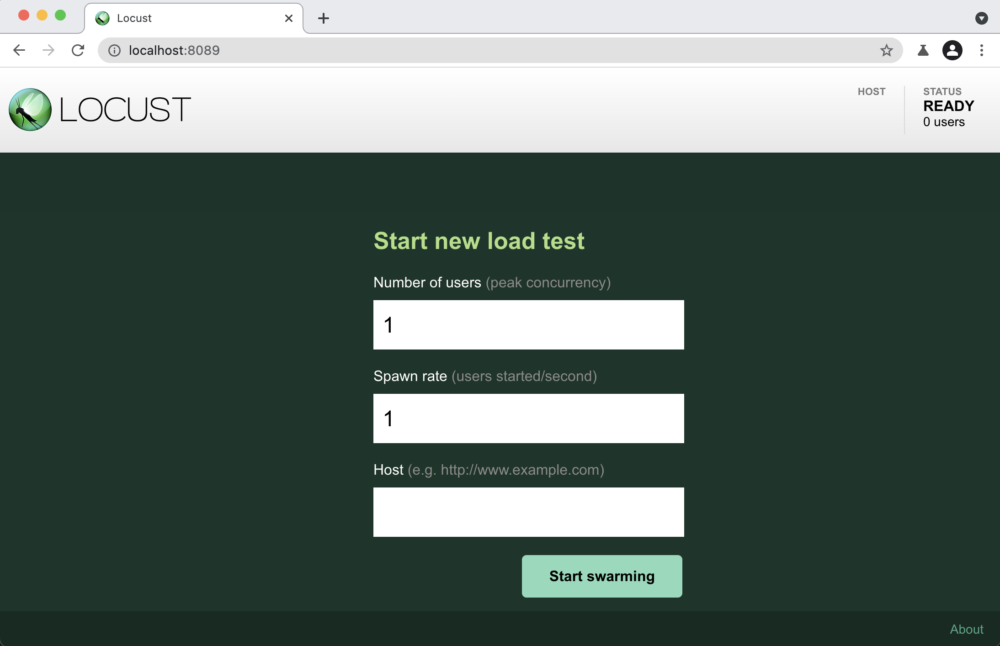 Locust
localhost:8089
LOCUST
HOST
STATUS
READY
0 users
Start new load test
Number of users (peak concurrency)
1
Spawn rate (users started/second)
1
Host (e.g. http://www.example.com)
Start swarming
About